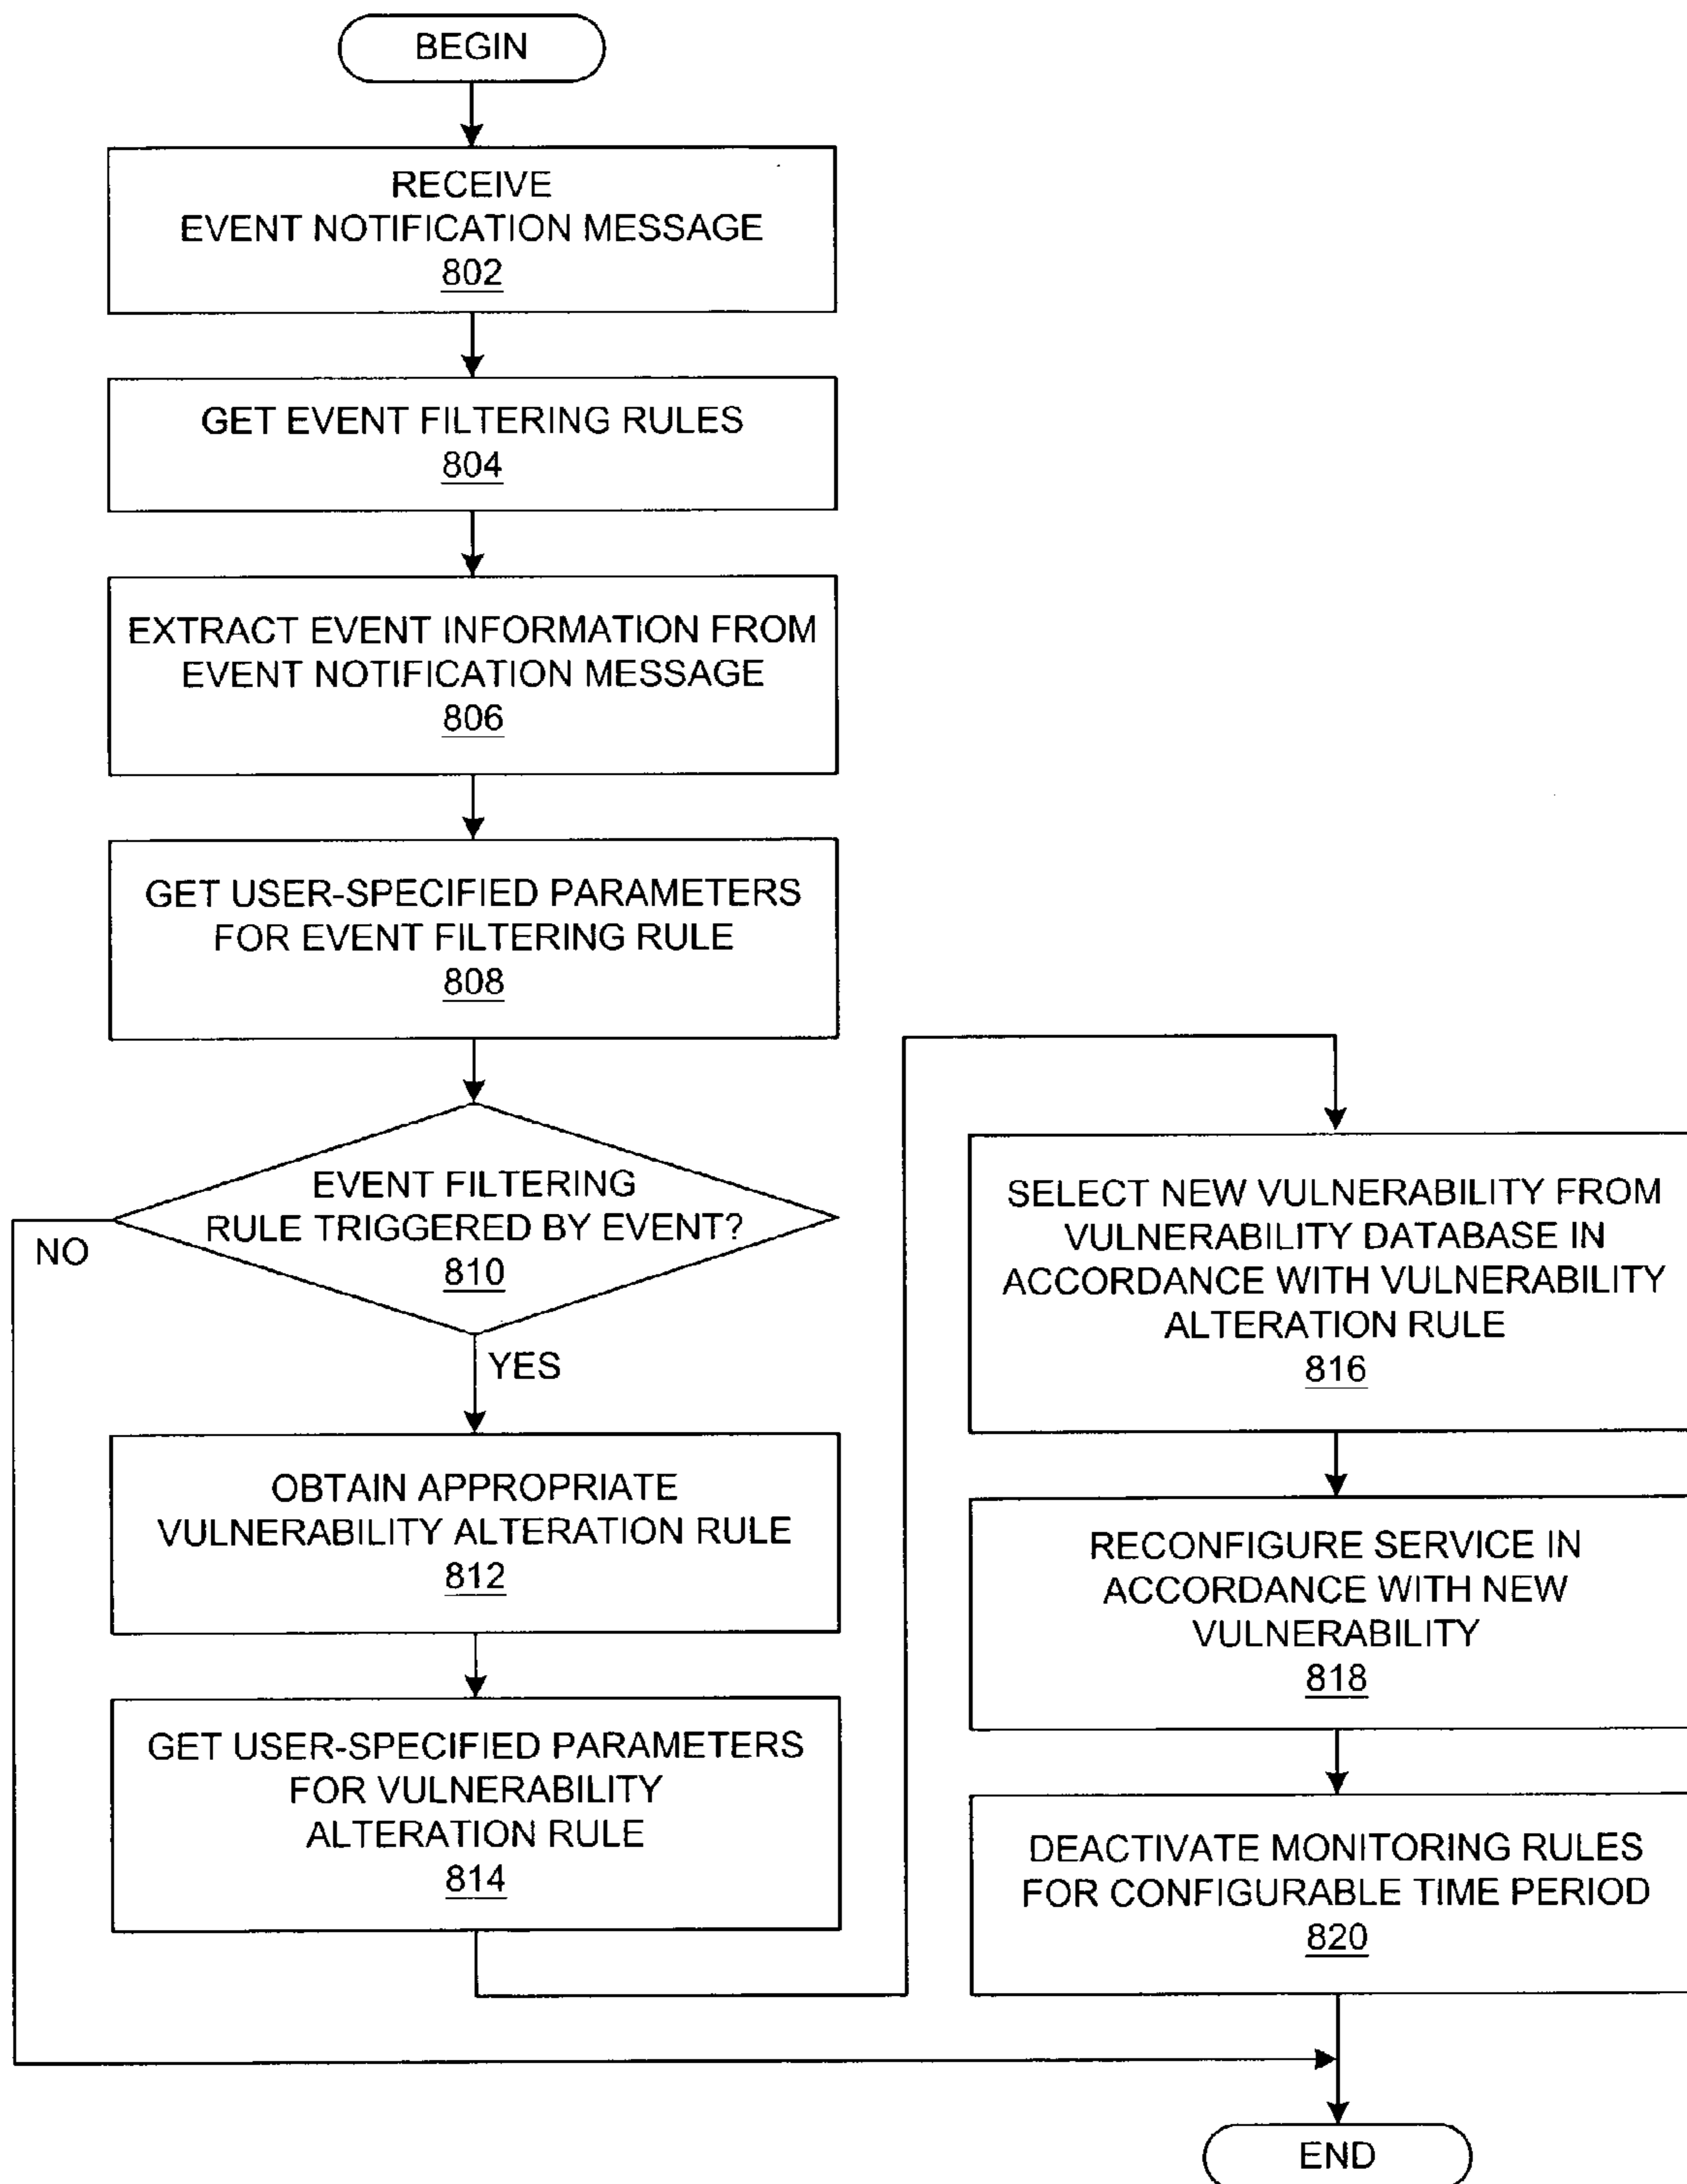 BEGIN
RECEIVE
EVENT NOTIFICATION MESSAGE
802
GET EVENT FILTERING RULES
804
EXTRACT EVENT INFORMATION FROM
EVENT NOTIFICATION MESSAGE
806
GET USER-SPECIFIED PARAMETERS
FOR EVENT FILTERING RULE
808
EVENT FILTERING
RULE TRIGGERED BY EVENT?
810
NO
YES
OBTAIN APPROPRIATE
VULNERABILITY ALTERATION RULE
812
GET USER-SPECIFIED PARAMETERS
FOR VULNERABILITY
ALTERATION RULE
814
SELECT NEW VULNERABILITY FROM
VULNERABILITY DATABASE IN
ACCORDANCE WITH VULNERABILITY
ALTERATION RULE
816
RECONFIGURE SERVICE IN
ACCORDANCE WITH NEW
VULNERABILITY
818
DEACTIVATE MONITORING RULES
FOR CONFIGURABLE TIME PERIOD
820
END